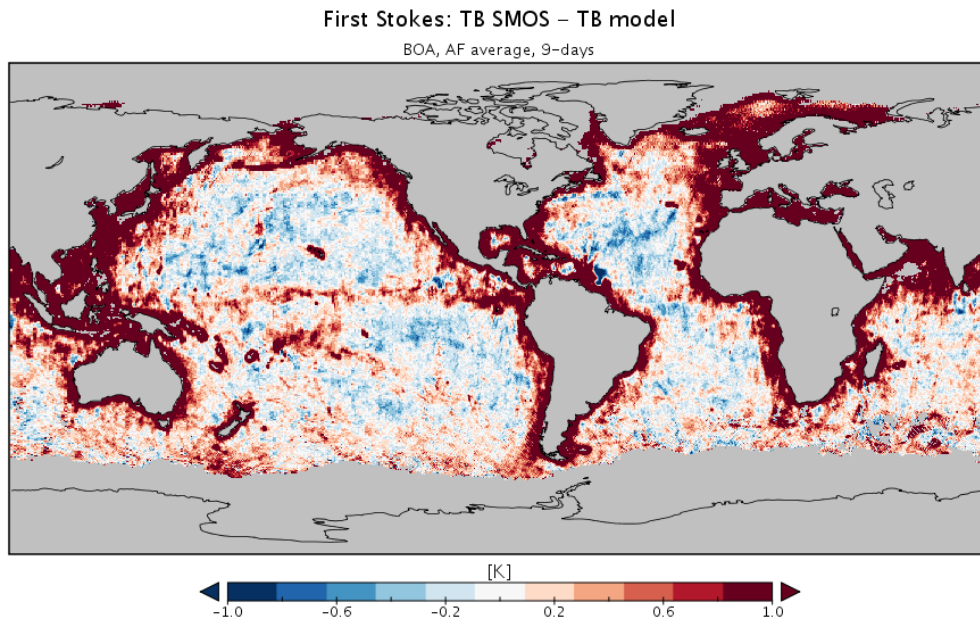 First Stokes: TB SMOS – TB model
BOA, AF average, 9-days
[K]
-1.0 -0.6 -0.2 0.2 0.6 1.0